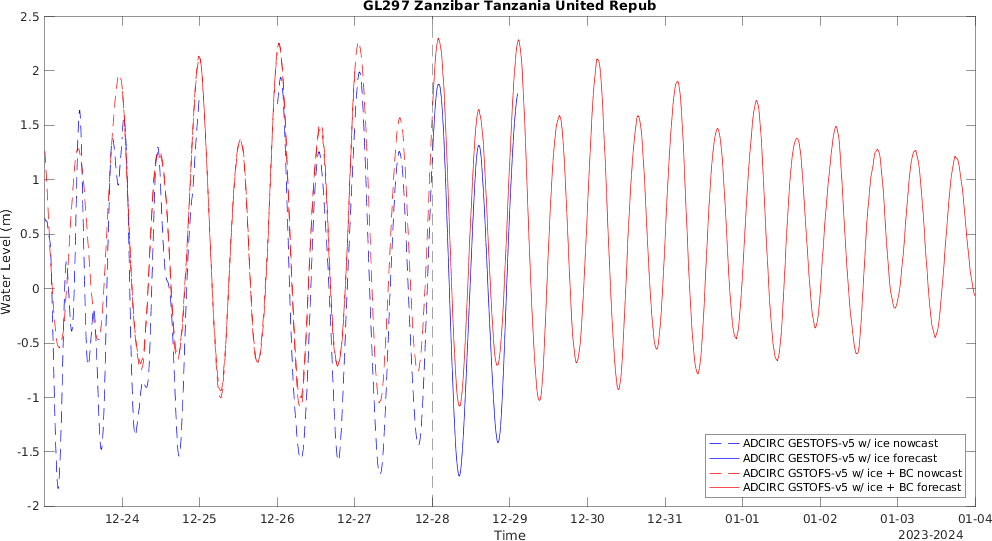 GL297 Zanzibar Tanzania United Repub
2.5
2
1.5
1
0.5
0
-0.5
-1
-1.5
-2
Water Level (m)
12-24 12-25 12-26 12-27 12-28 12-29 12-30 12-31 01-01 01-02 01-03 01-04
Time
2023-2024
ADCIRC GESTOFS-v5 w/ ice nowcast
ADCIRC GESTOFS-v5 w/ ice forecast
ADCIRC GSTOFS-v5 w/ ice + BC nowcast
ADCIRC GSTOFS-v5 w/ ice + BC forecast